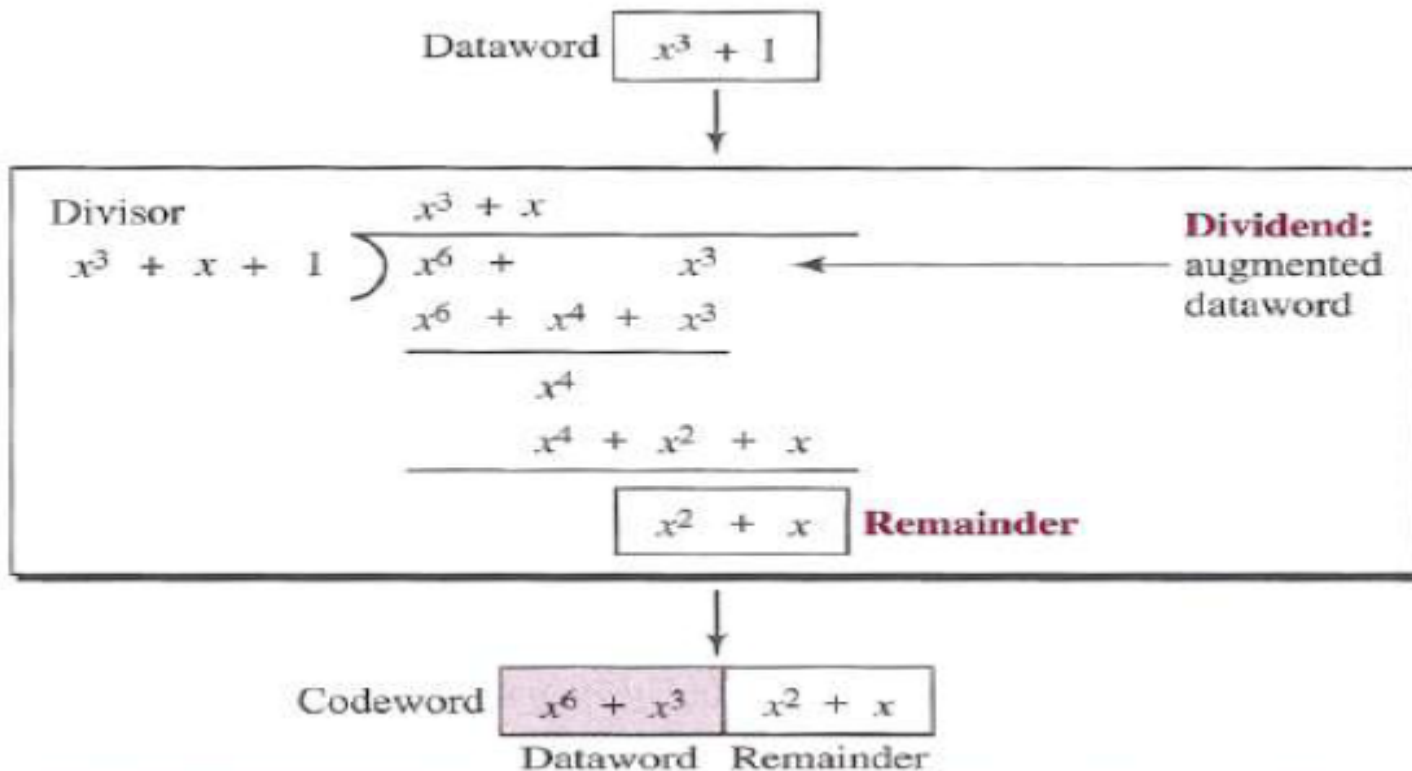 Dataword x³ + 1
Divisor
x³ + x
Dividend:
augmented
dataword
x³ + x + 1 ) x⁶ + x³
x⁶ + x⁴ + x³
x⁴
x⁴ + x² + x
x² + x Remainder
Codeword x⁶ + x³ x² + x
Dataword Remainder